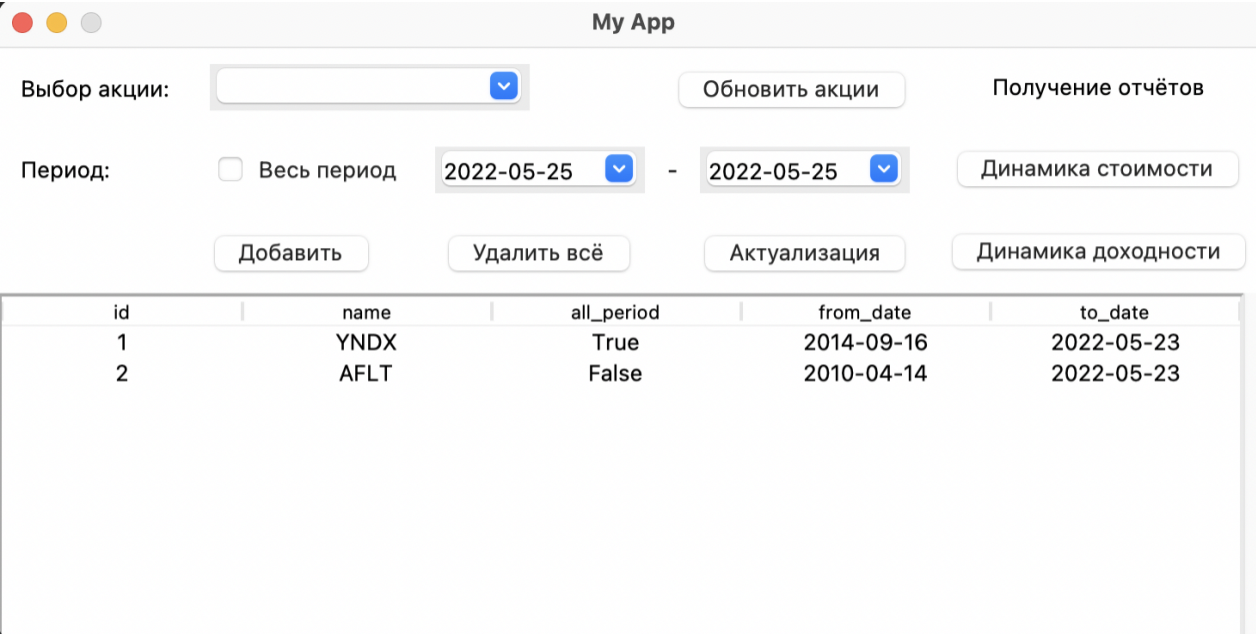 My App
Выбор акции: Обновить акции Получение отчётов
Период: Весь период 2022-05-25 - 2022-05-25 Динамика стоимости
Добавить Удалить всё Актуализация Динамика доходности
id name all_period from_date to_date
1 YNDX True 2014-09-16 2022-05-23
2 AFLT False 2010-04-14 2022-05-23